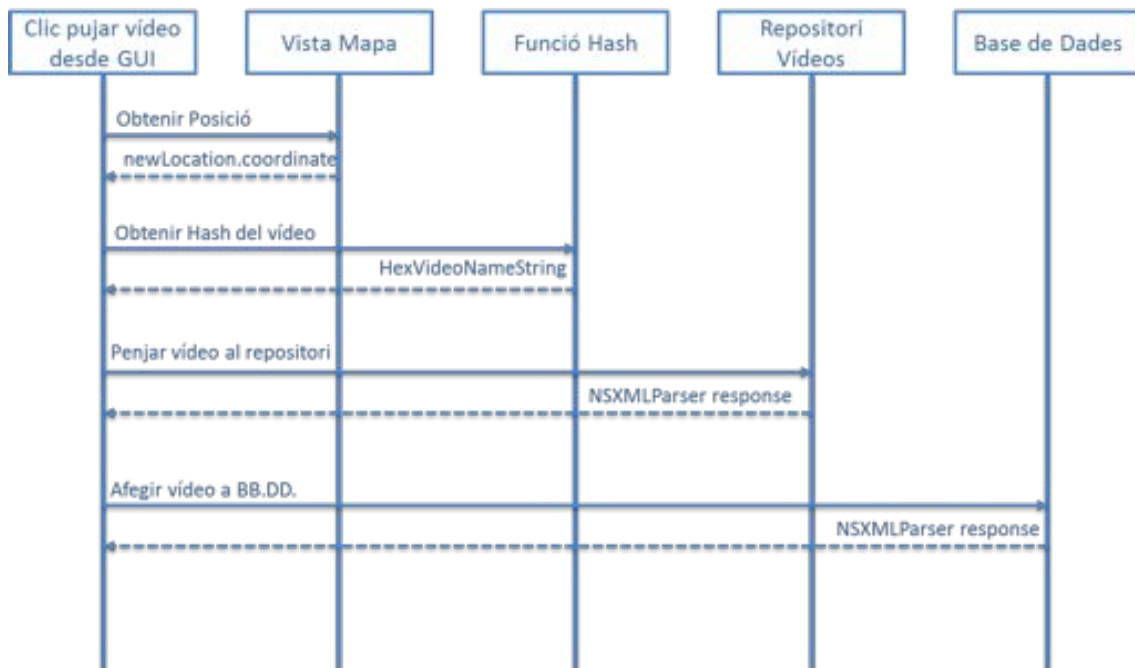 Clic pujar vídeo
desde GUI
Vista Mapa
Funció Hash
Repositori
Vídeos
Base de Dades
Obtenir Posició
newLocation.coordinate
Obtenir Hash del vídeo
HexVideoNameString
Penjar vídeo al repositori
NSXMLParser response
Afegir vídeo a BB.DD.
NSXMLParser response